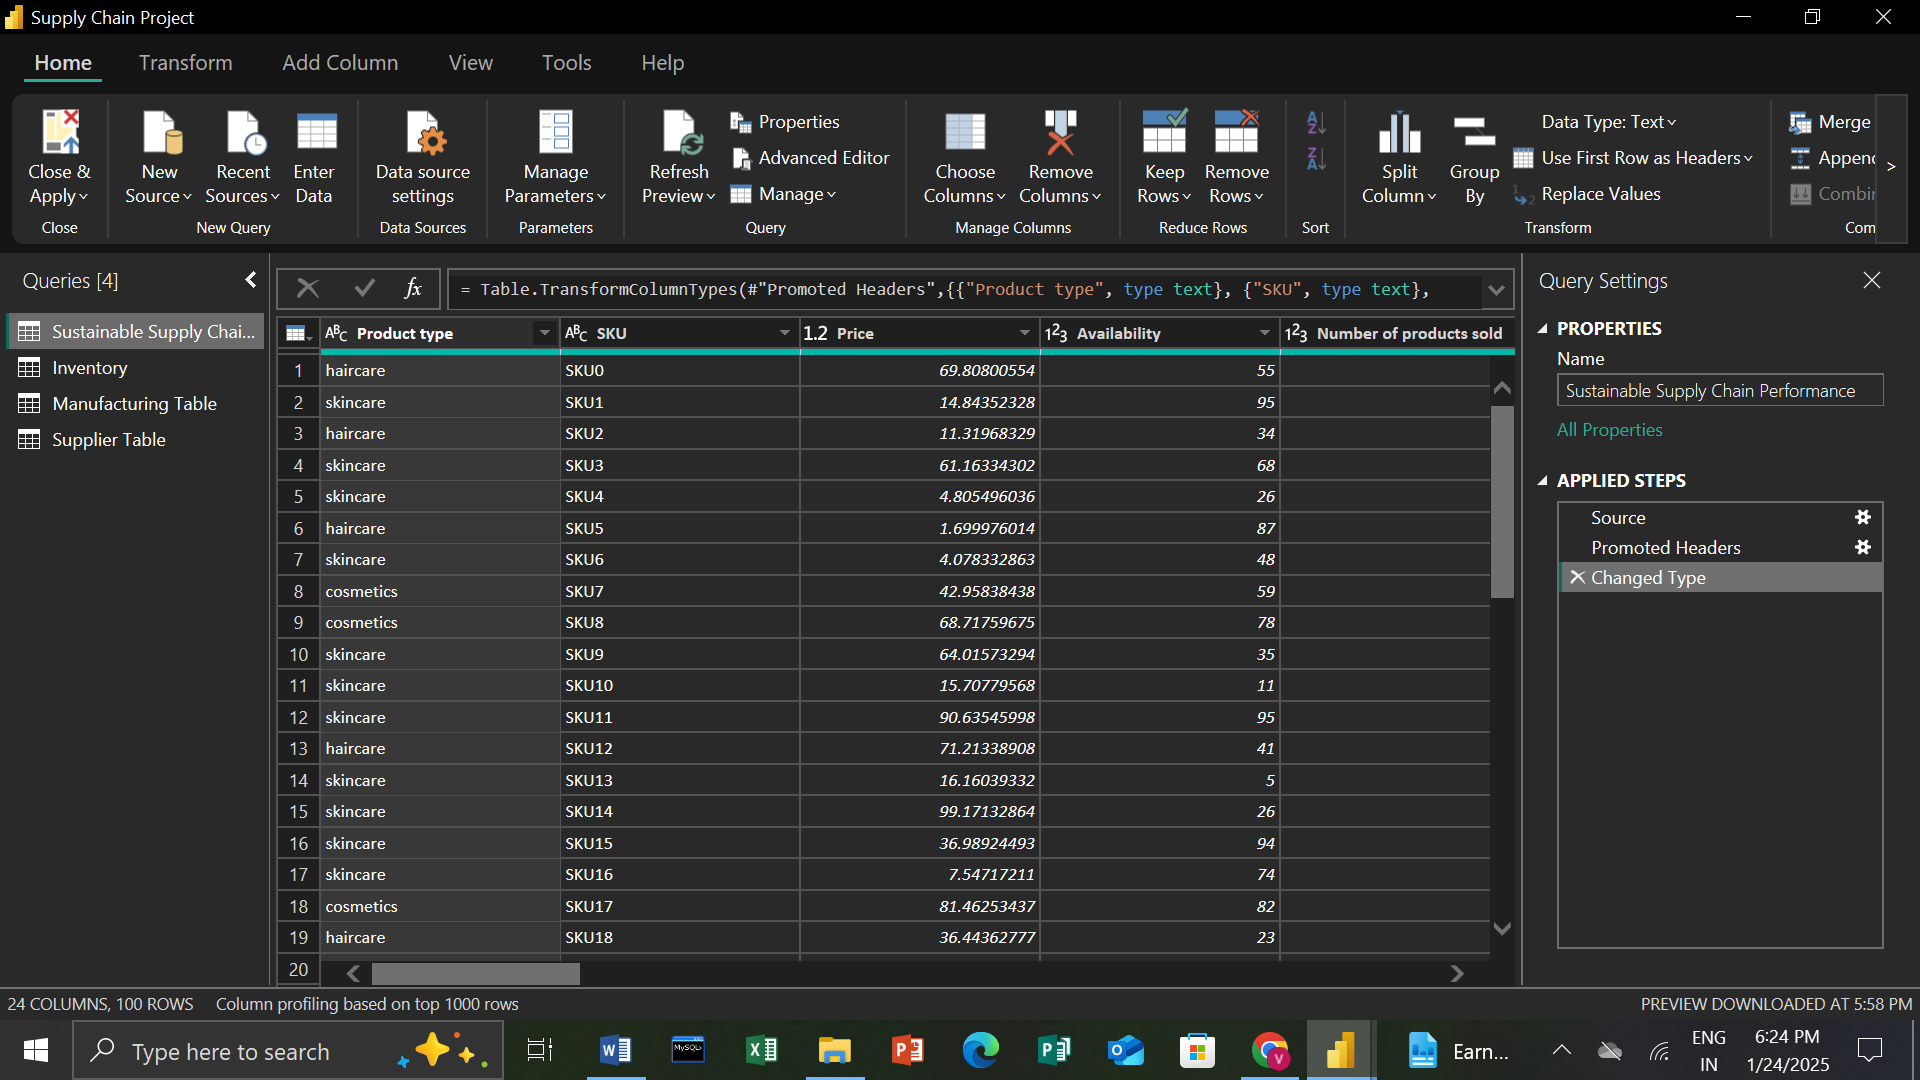 Supply Chain Project
Home Transform Add Column View Tools Help
Close & Apply
New Source
Recent Sources
Enter Data
Data source settings
Manage Parameters
Refresh Preview
Properties
Advanced Editor
Manage
Choose Columns
Remove Columns
Keep Rows
Remove Rows
A Z
Z A
Split Column
Group By
Data Type: Text
Use First Row as Headers
1 2 Replace Values
Merge
Appen
Combin
Close New Query Data Sources Parameters Query Manage Columns Reduce Rows Sort Transform Com
Queries [4]
Sustainable Supply Chai...
Inventory
Manufacturing Table
Supplier Table
fx = Table.TransformColumnTypes(#"Promoted Headers",{{"Product type", type text}, {"SKU", type text},
ABC Product type ABC SKU 1.2 Price 123 Availability 123 Number of products sold
1 haircare SKU0 69.80800554 55
2 skincare SKU1 14.84352328 95
3 haircare SKU2 11.31968329 34
4 skincare SKU3 61.16334302 68
5 skincare SKU4 4.805496036 26
6 haircare SKU5 1.699976014 87
7 skincare SKU6 4.078332863 48
8 cosmetics SKU7 42.95838438 59
9 cosmetics SKU8 68.71759675 78
10 skincare SKU9 64.01573294 35
11 skincare SKU10 15.70779568 11
12 skincare SKU11 90.63545998 95
13 haircare SKU12 71.21338908 41
14 skincare SKU13 16.16039332 5
15 skincare SKU14 99.17132864 26
16 skincare SKU15 36.98924493 94
17 skincare SKU16 7.54717211 74
18 cosmetics SKU17 81.46253437 82
19 haircare SKU18 36.44362777 23
20
Query Settings
PROPERTIES
Name
Sustainable Supply Chain Performance
All Properties
APPLIED STEPS
Source
Promoted Headers
Changed Type
24 COLUMNS, 100 ROWS Column profiling based on top 1000 rows PREVIEW DOWNLOADED AT 5:58 PM
Type here to search
MySQL
Earn...
ENG
IN
6:24 PM
1/24/2025